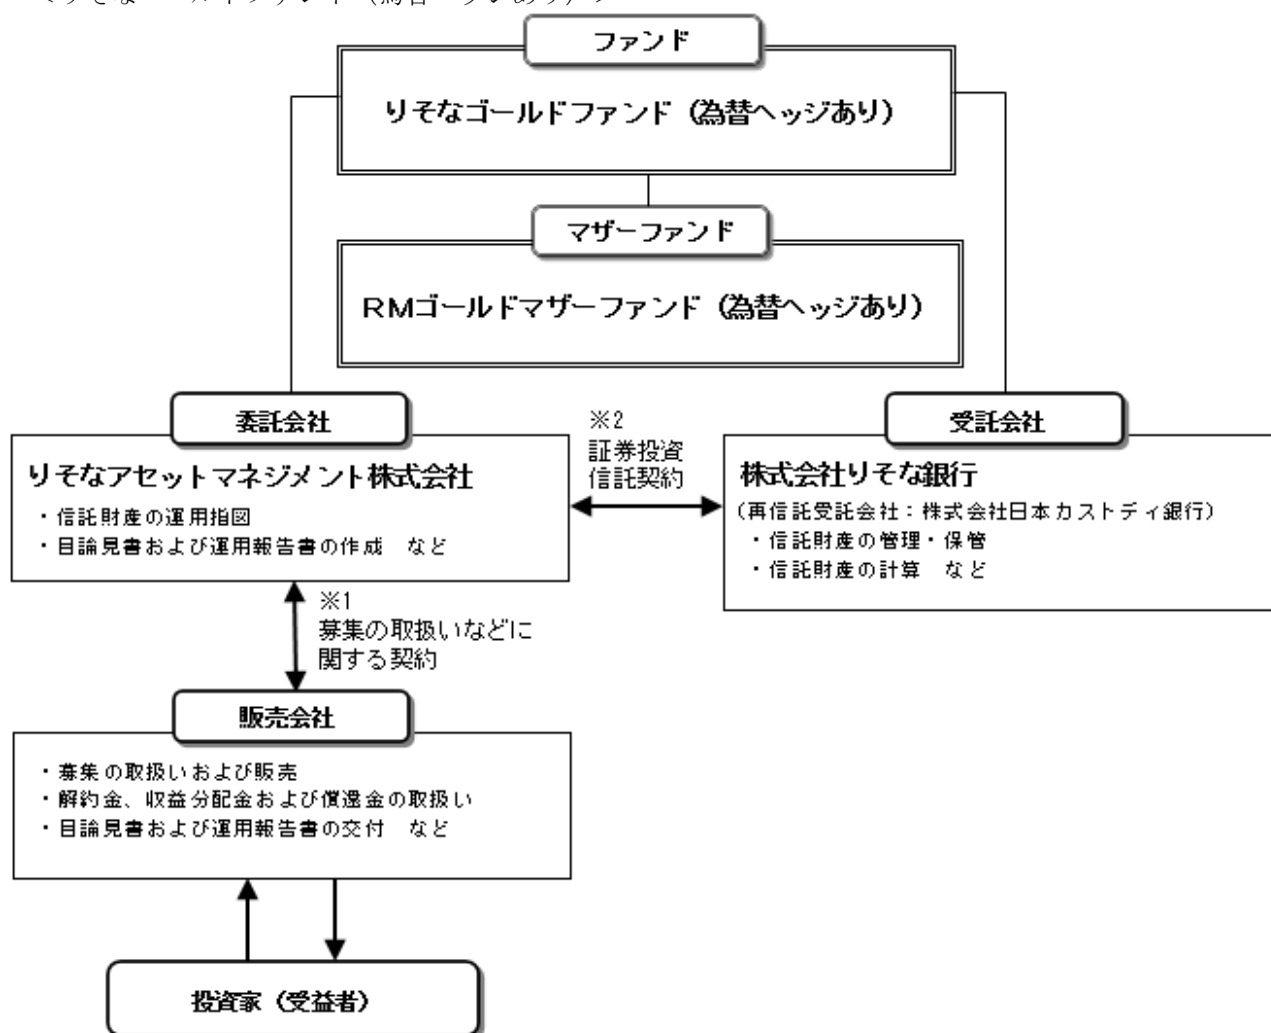 ファンド
りそなゴールドファンド（為替ヘッジあり）
マザーファンド
ＲＭゴールドマザーファンド（為替ヘッジあり）
委託会社
りそなアセットマネジメント株式会社
・信託財産の運用指図
・目論見書および運用報告書の作成　など
※2
証券投資
信託契約
受託会社
株式会社りそな銀行
（再信託受託会社：株式会社日本カストディ銀行）
・信託財産の管理・保管
・信託財産の計算　など
※1
募集の取扱いなどに
関する契約
販売会社
・募集の取扱いおよび販売
・解約金、収益分配金および償還金の取扱い
・目論見書および運用報告書の交付　など
投資家（受益者）